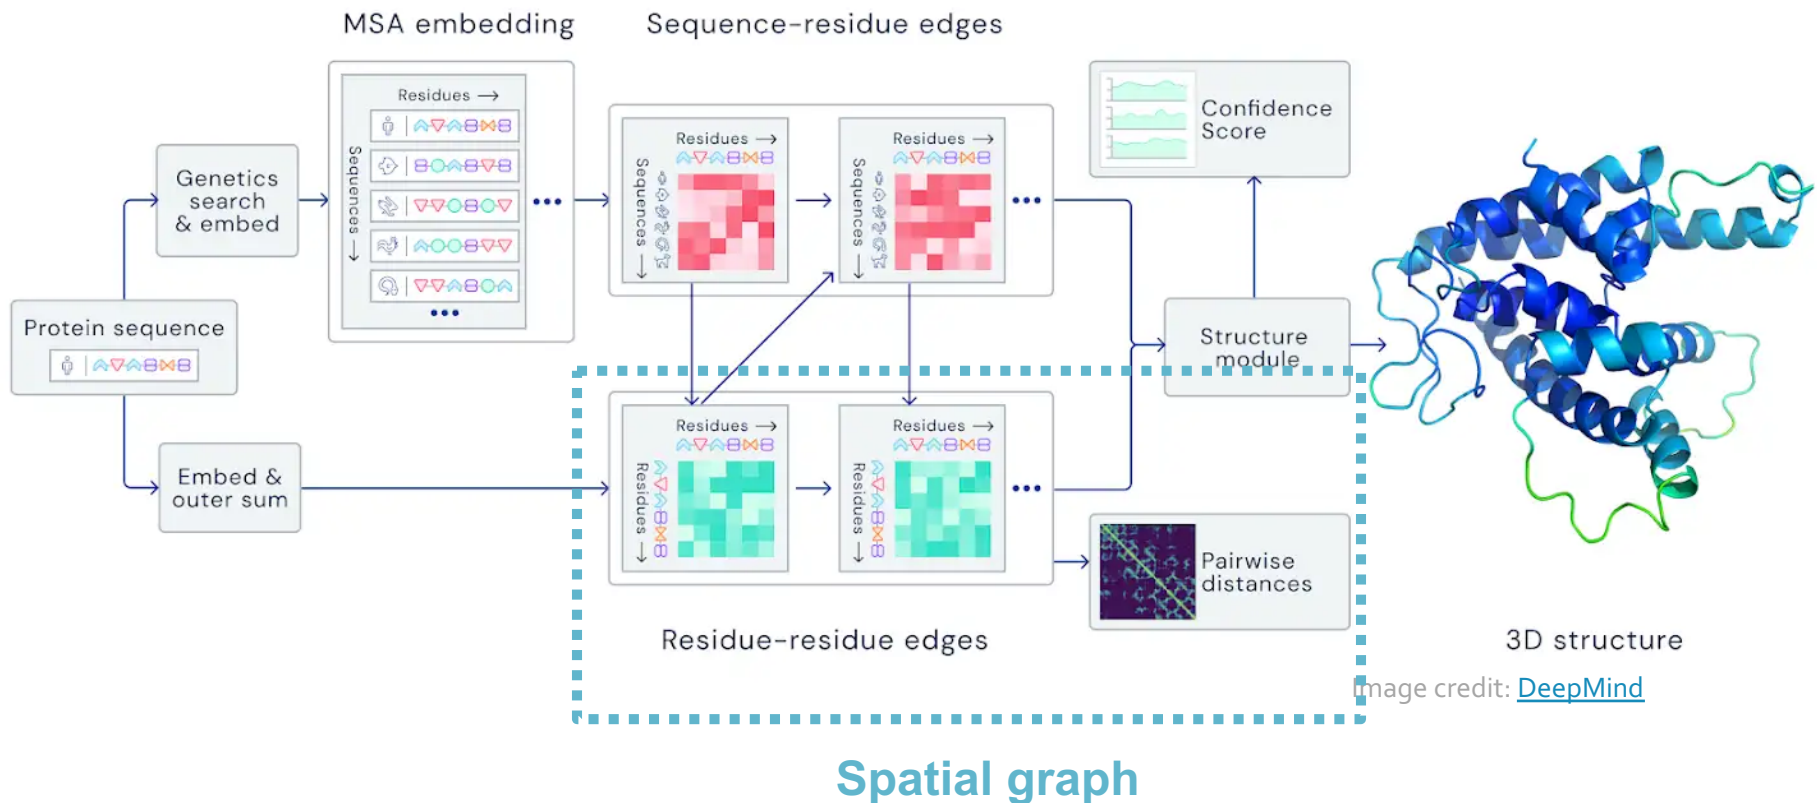 MSA embedding
Sequence-residue edges
Residues →
Sequences →
Genetics
search
& embed
Protein sequence
Embed &
outer sum
Residues →
Sequences →
Residues →
Sequences →
Confidence
Score
Structure
module
Residues →
Residues →
Residues →
Residues →
Pairwise
distances
Residue-residue edges
3D structure
Image credit: DeepMind
Spatial graph